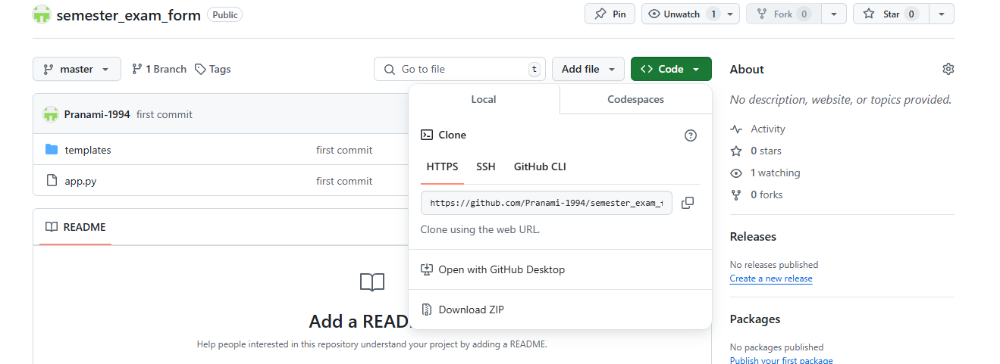 semester_exam_form Public Pin Unwatch 1 Fork 0 Star 0
master 1 Branch Tags Go to file t Add file Code
Pranami-1994 first commit
templates first commit
app.py first commit
README
Add a READ
Help people interested in this repository understand your project by adding a README.
Local Codespaces
Clone
HTTPS SSH GitHub CLI
https://github.com/Pranami-1994/semester_exam_f
Clone using the web URL.
Open with GitHub Desktop
Download ZIP
About
No description, website, or topics provided.
Activity
0 stars
1 watching
0 forks
Releases
No releases published
Create a new release
Packages
No packages published
Publish your first package